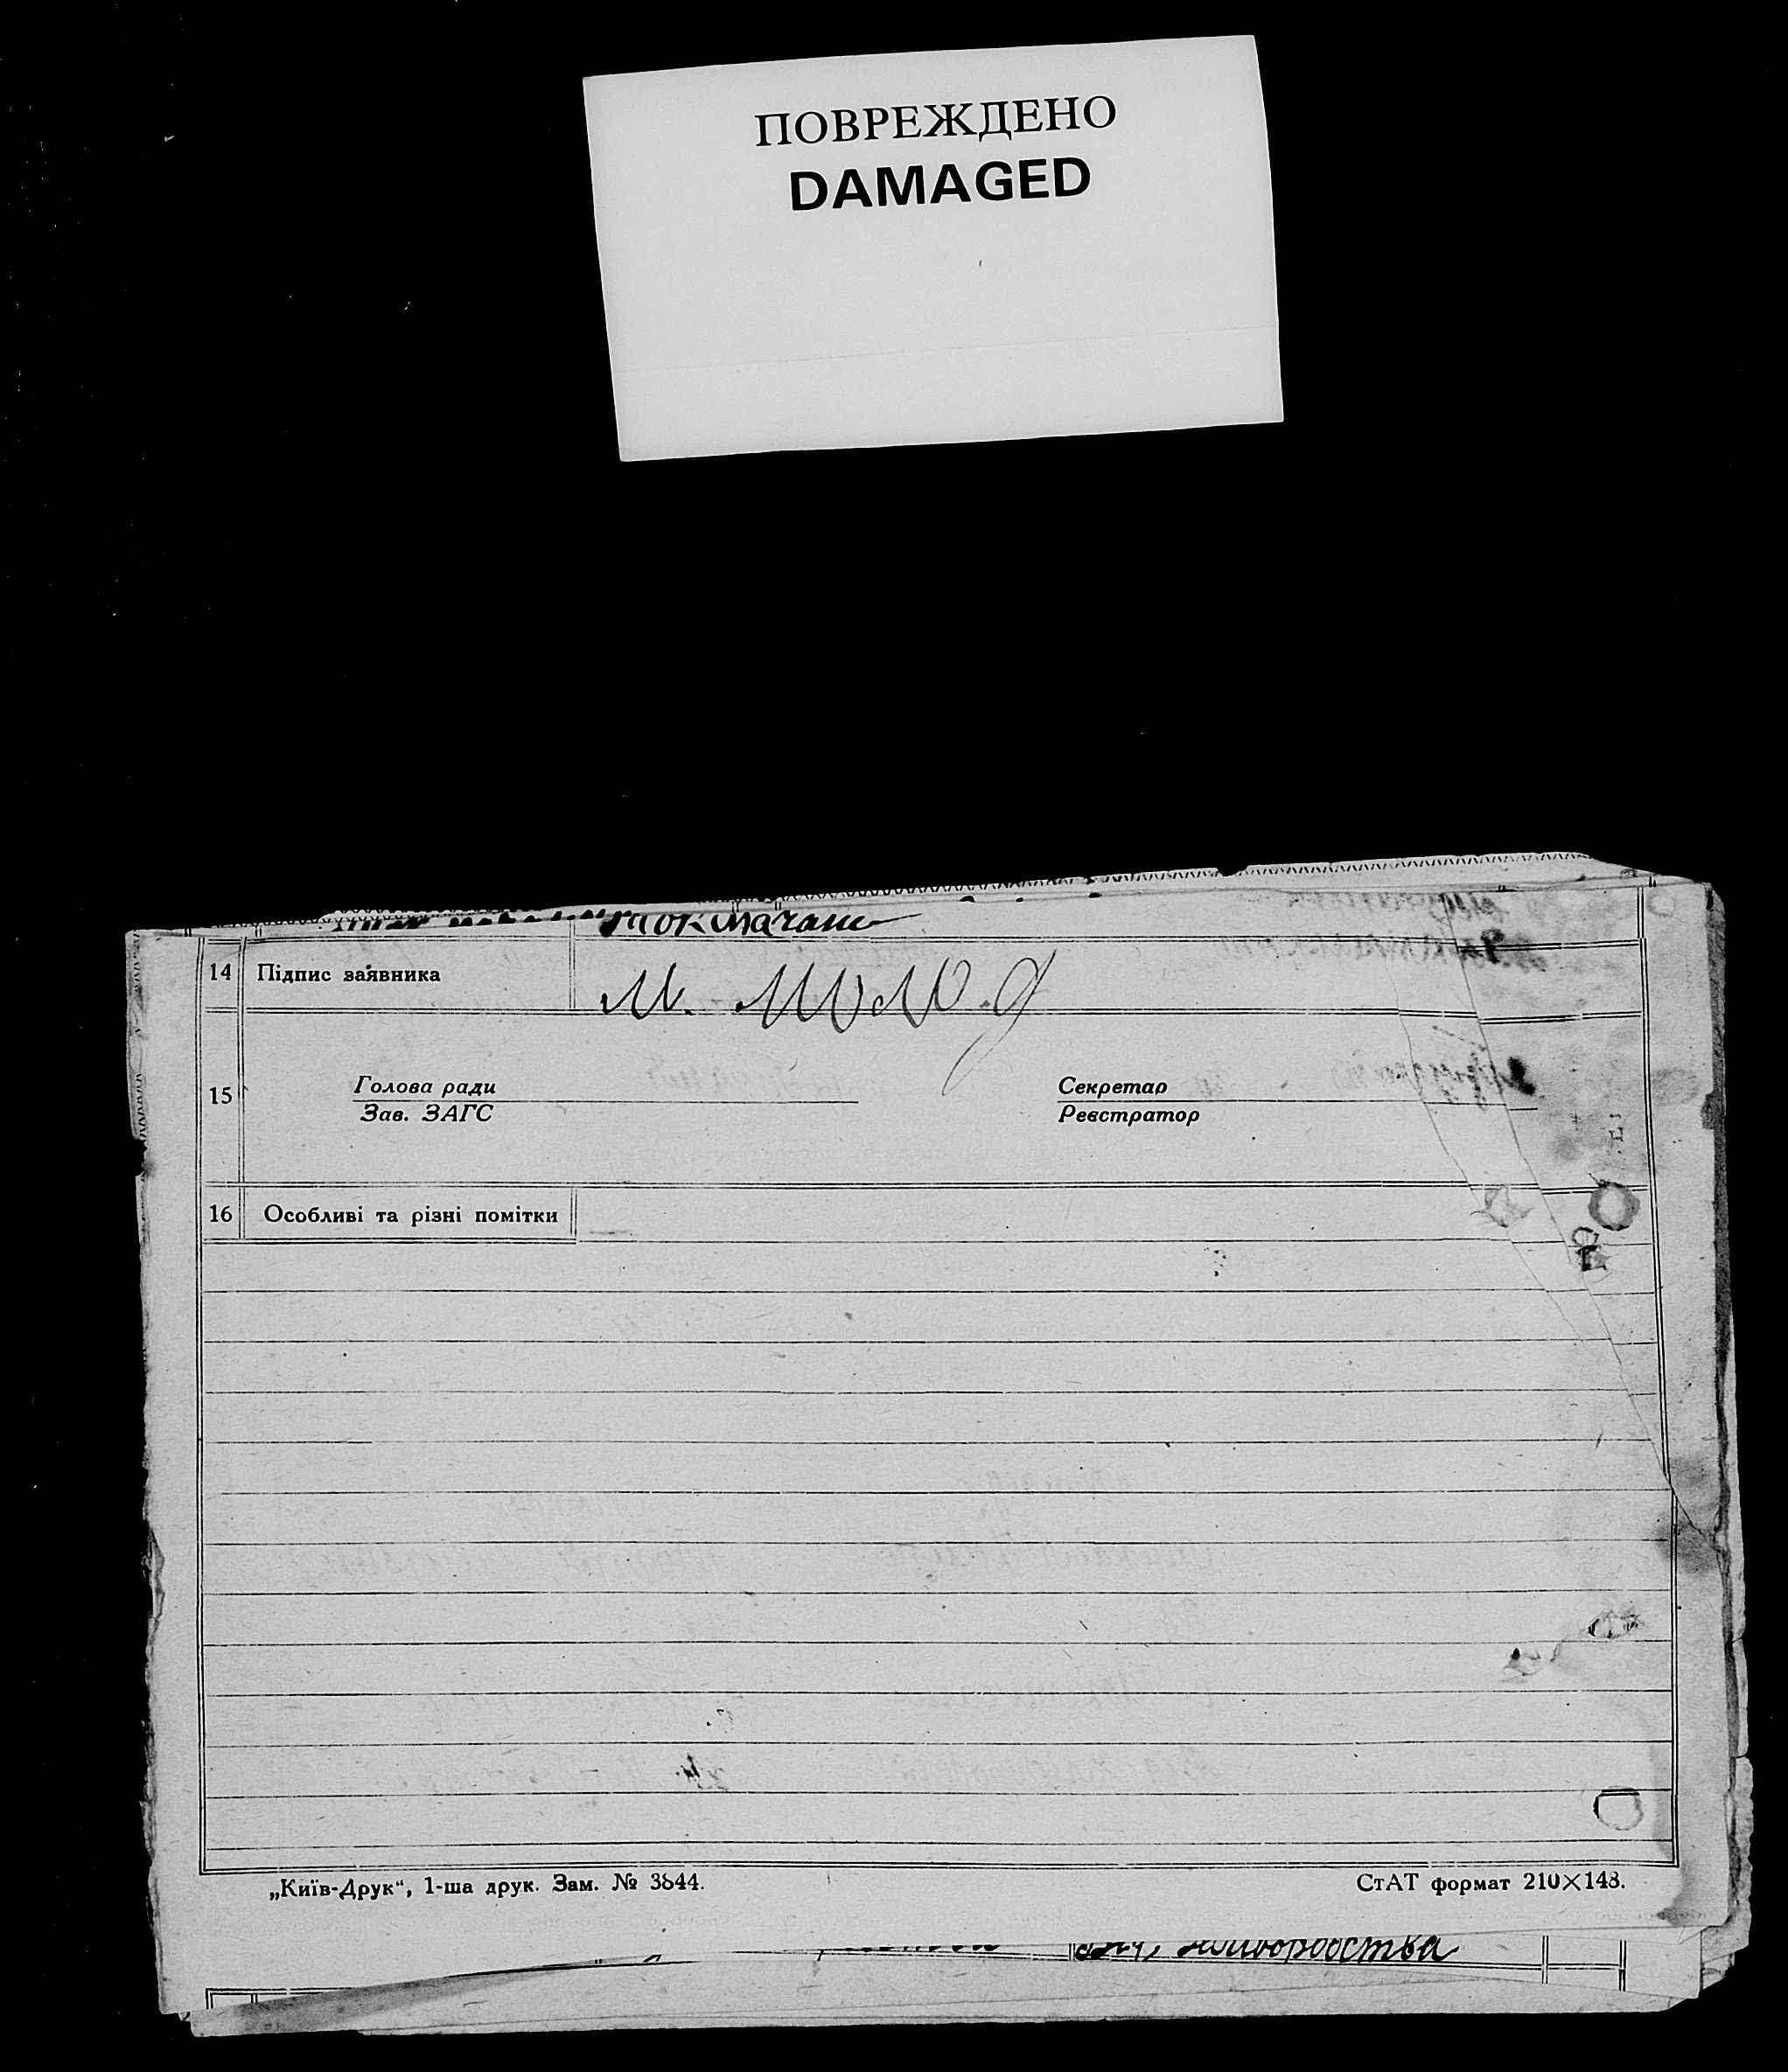 ПОВРЕЖДЕНО
DAMAGED
14 Підпис заявника
15 Голова ради Секретар
Зав. ЗАГС Реєстратор
16 Особливі та різні помітки —
„Київ-Друк“, 1-ша друк. Зам. № 3844. СтАТ формат 210×148.